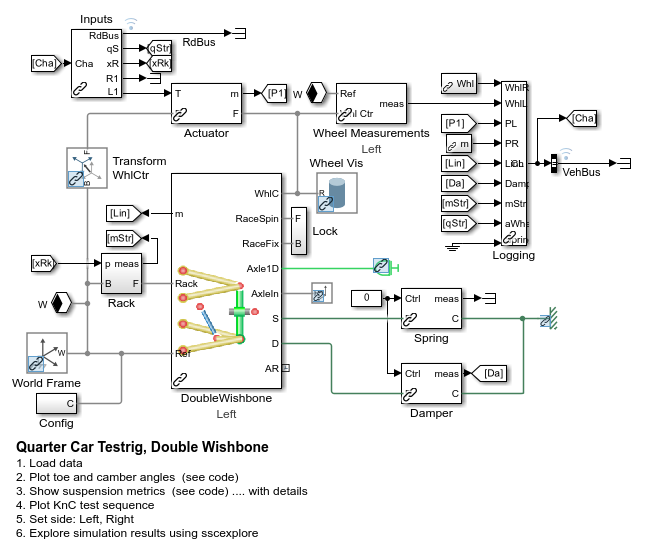 Inputs
RdBus
qS
xR
R1
L1
Cha
[Cha]
[qStr]
[xRk]
RdBus
T
m
F
Actuator
[P1]
W
Ref
Whl Ctr
meas
Wheel Measurements
Left
Whl
[P1]
m
[Lin]
[Da]
[mStr]
[qStr]
WhlR
WhlL
PL
PR
Lin
Damp
mStr
aWhl
Sprin
Ch
Logging
[Cha]
VehBus
F
B
Transform
WhlCtr
Wheel Vis
R
[Lin]
[mStr]
[xRk]
p
meas
B
F
Rack
W
m
Rack
Ref
WhlC
RaceSpin
RaceFix
Axle1D
AxleIn
S
D
AR
DoubleWishbone
Left
F
B
Lock
0
Ctrl
meas
C
Spring
Ctrl
meas
C
Damper
[Da]
W
World Frame
C
Config
Quarter Car Testrig, Double Wishbone
1. Load data
2. Plot toe and camber angles  (see code)
3. Show suspension metrics  (see code) .... with details
4. Plot KnC test sequence
5. Set side: Left, Right
6. Explore simulation results using sscexplore